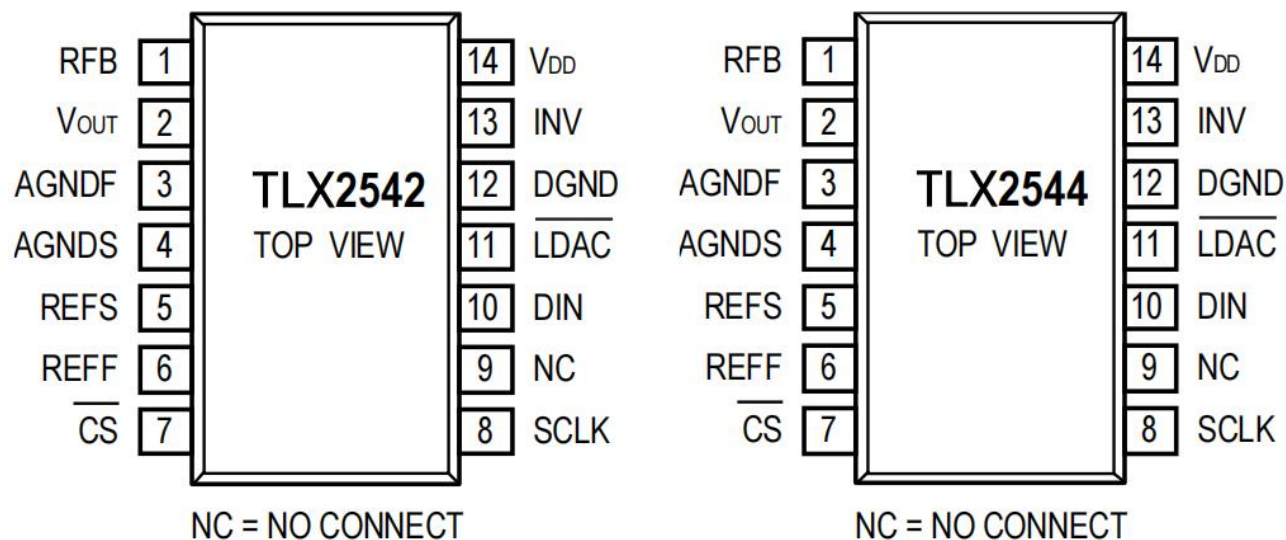 RFB 1 14 VDD
VOUT 2 13 INV
AGNDF 3 12 DGND
AGNDS 4 11 LDAC
REFS 5 10 DIN
REFF 6 9 NC
CS 7 8 SCLK
TLX2542
TOP VIEW
NC = NO CONNECT
RFB 1 14 VDD
VOUT 2 13 INV
AGNDF 3 12 DGND
AGNDS 4 11 LDAC
REFS 5 10 DIN
REFF 6 9 NC
CS 7 8 SCLK
TLX2544
TOP VIEW
NC = NO CONNECT